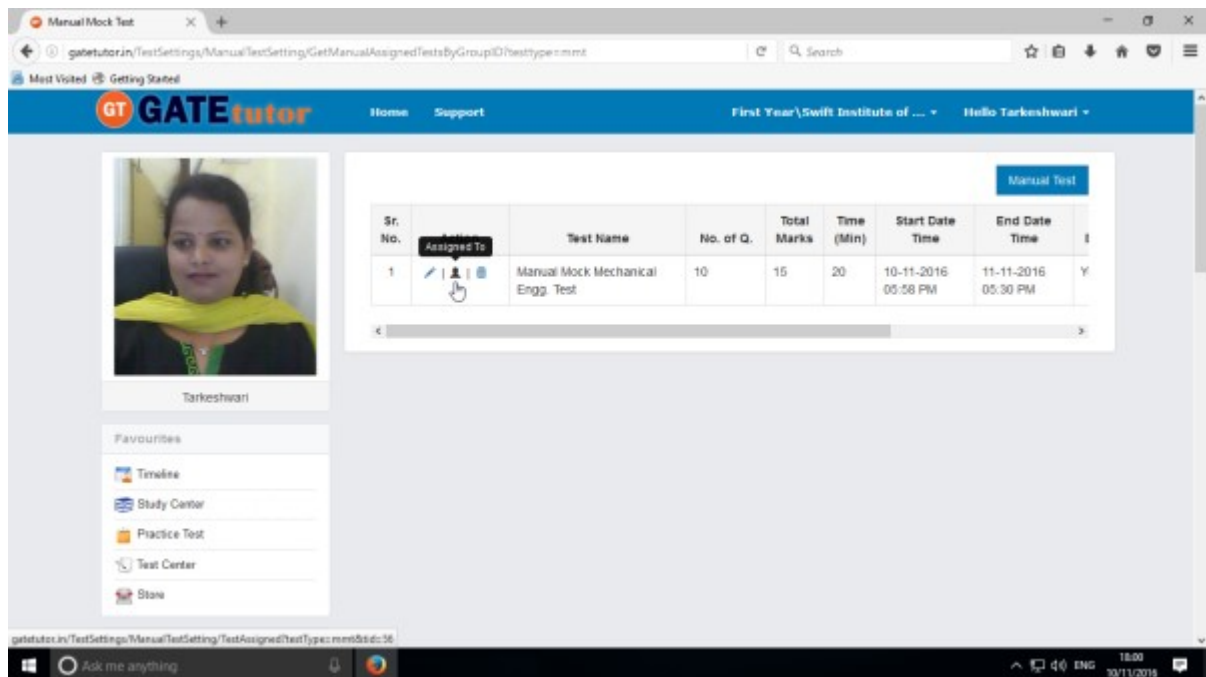 Manual Mock Test
gatetutor.in/TestSettings/ManualTestSetting/GetManualAssignedTestsByGroupID?testtype=mmt
Search
Most Visited Getting Started
GT GATEtutor Home Support First Year\Swift Institute of .... Hello Tarkeshwari
Manual Test
Sr. No. Action Test Name No. of Q. Total Marks Time (Min) Start Date Time End Date Time
Assigned To
1 | | Manual Mock Mechanical Engg. Test 10 15 20 10-11-2016 05:58 PM 11-11-2016 05:30 PM
Tarkeshwari
Favourites
Timeline
Study Center
Practice Test
Test Center
Store
gatetutor.in/TestSettings/ManualTestSetting/TestAssigned?testType=mmt&tid=36
Ask me anything ENG 18:00
10/11/2016